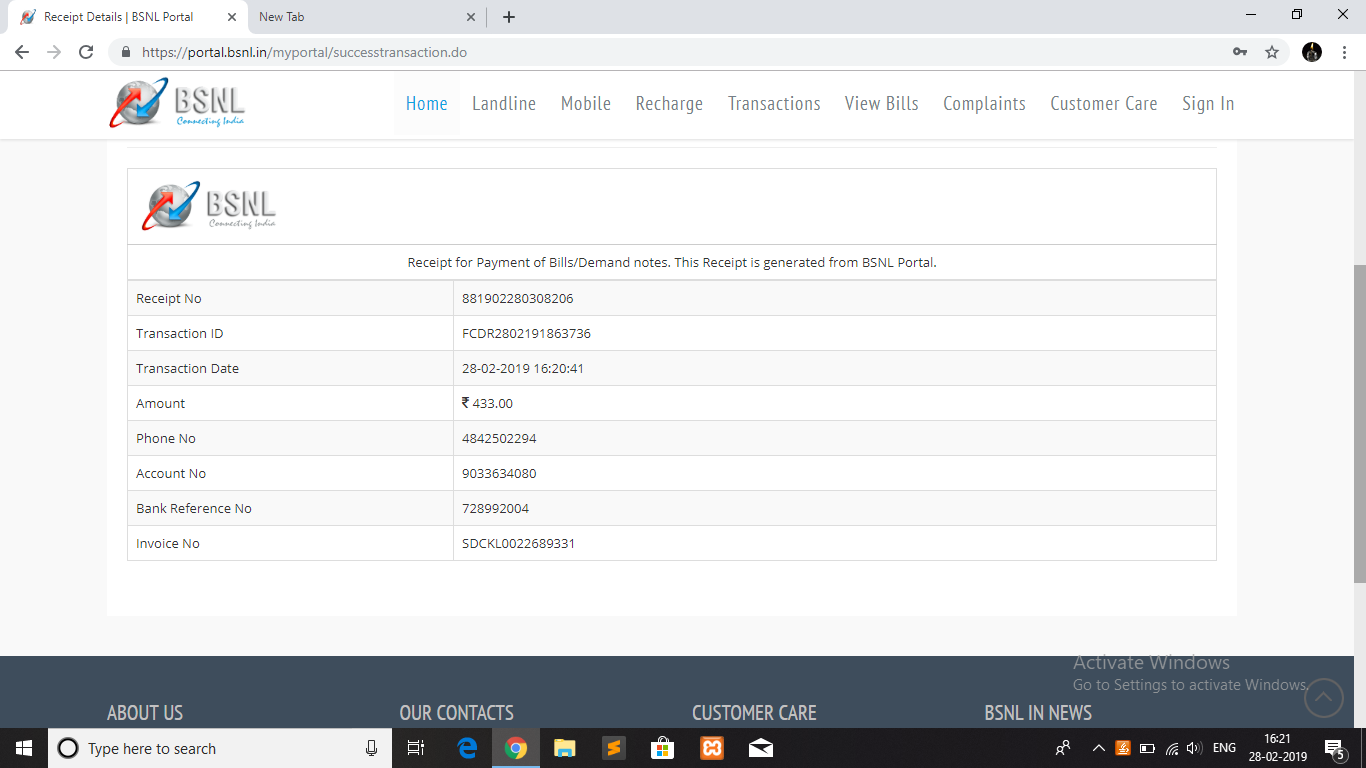 Receipt Details | BSNL Portal
New Tab
https://portal.bsnl.in/myportal/successtransaction.do
BSNL
Connecting India
Home Landline Mobile Recharge Transactions View Bills Complaints Customer Care Sign In
BSNL
Connecting India
Receipt for Payment of Bills/Demand notes. This Receipt is generated from BSNL Portal.
Receipt No 881902280308206
Transaction ID FCDR2802191863736
Transaction Date 28-02-2019 16:20:41
Amount ₹ 433.00
Phone No 4842502294
Account No 9033634080
Bank Reference No 728992004
Invoice No SDCKL0022689331
Activate Windows
Go to Settings to activate Windows.
ABOUT US OUR CONTACTS CUSTOMER CARE BSNL IN NEWS
Type here to search
ENG
16:21
28-02-2019
5